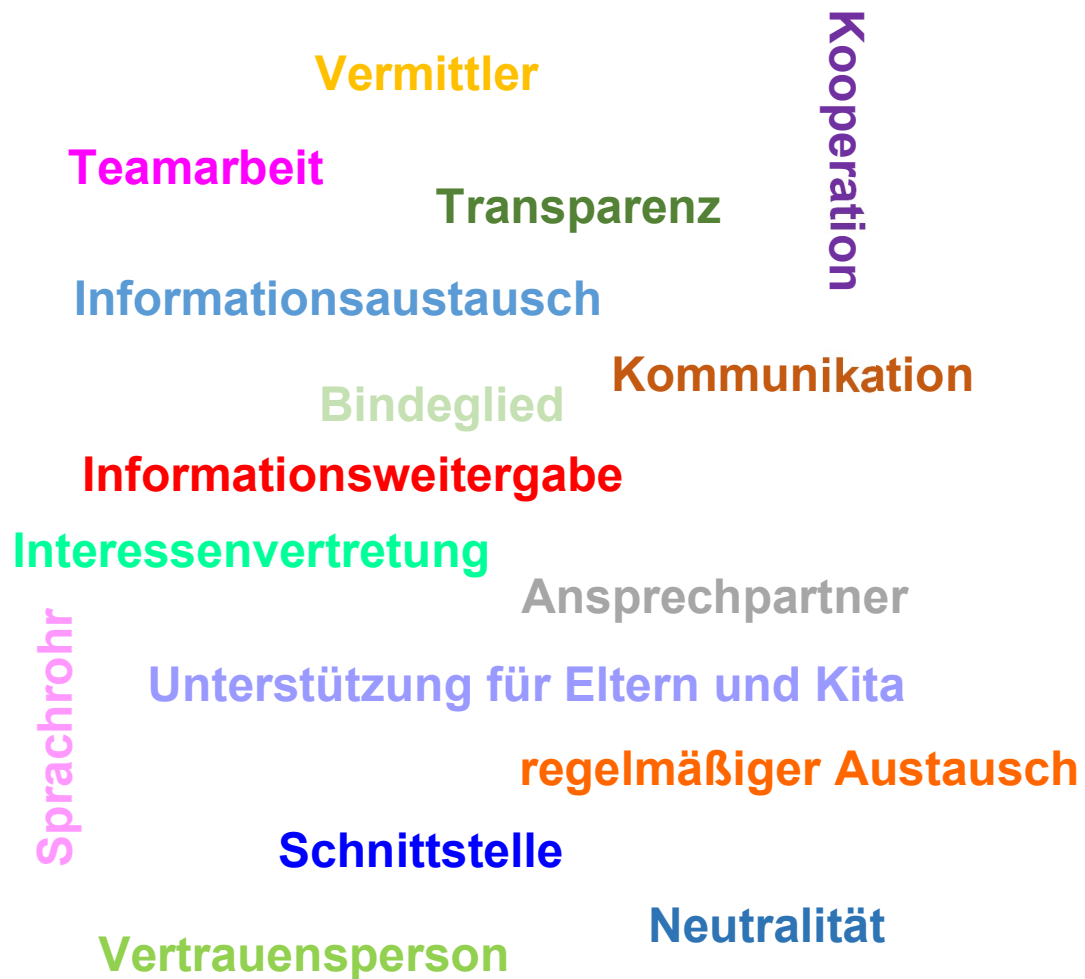 Vermittler
Kooperation
Teamarbeit
Transparenz
Informationsaustausch
Kommunikation
Bindeglied
Informationsweitergabe
Interessenvertretung
Ansprechpartner
Sprachrohr
Unterstützung für Eltern und Kita
regelmäßiger Austausch
Schnittstelle
Neutralität
Vertrauensperson